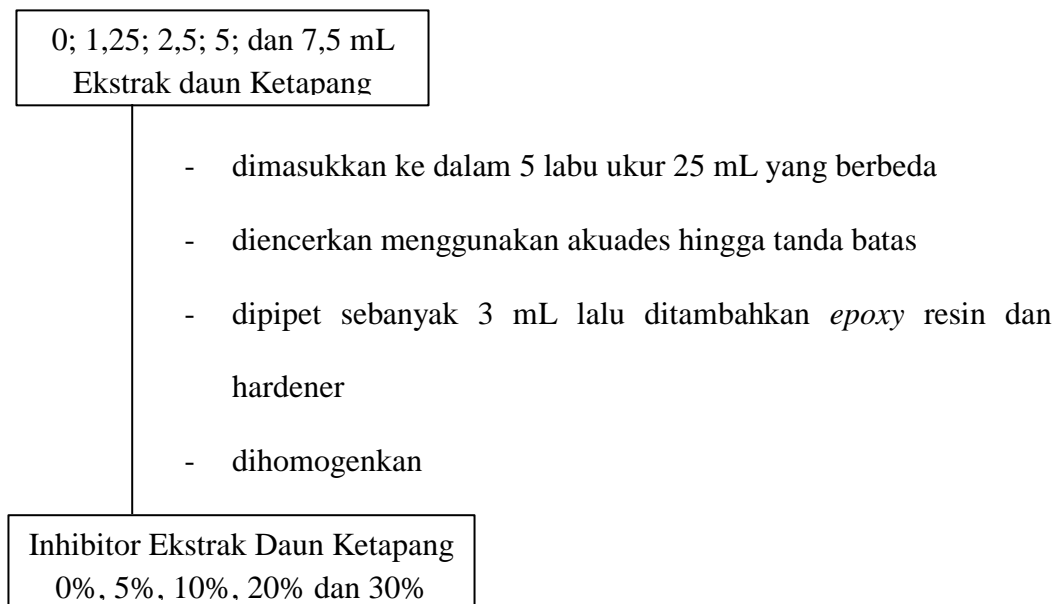 0; 1,25; 2,5; 5; dan 7,5 mL
Ekstrak daun Ketapang
- dimasukkan ke dalam 5 labu ukur 25 mL yang berbeda
- diencerkan menggunakan akuades hingga tanda batas
- dipipet sebanyak 3 mL lalu ditambahkan epoxy resin dan
hardener
- dihomogenkan
Inhibitor Ekstrak Daun Ketapang
0%, 5%, 10%, 20% dan 30%